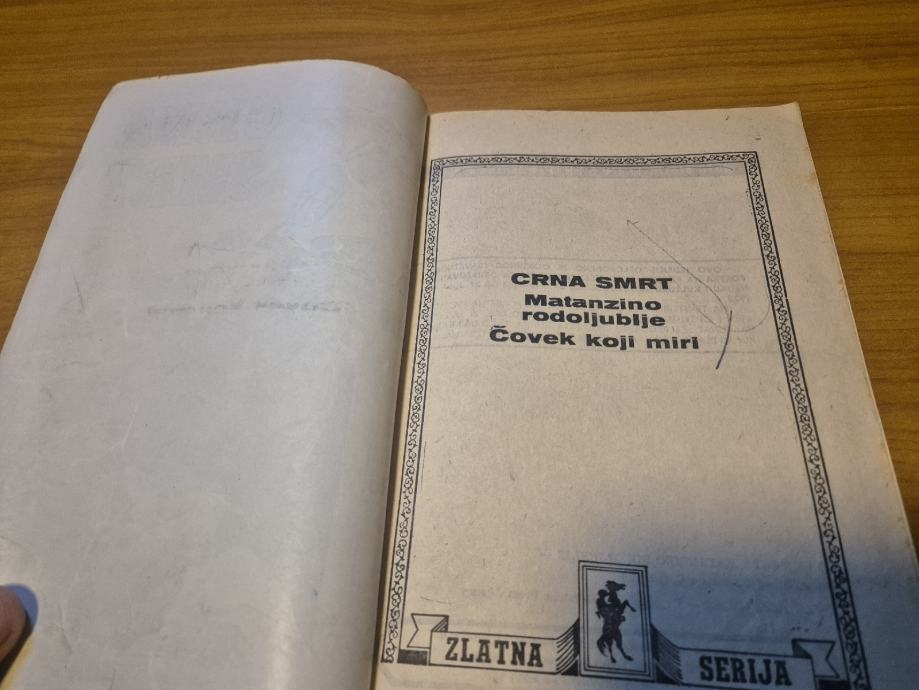 CRNA SMRT
Matanzino
rodoljublje
Čovek koji miri
ZLATNA SERIJA